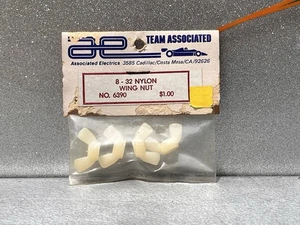 ae
TEAM ASSOCIATED
Associated Electrics 3585 Cadillac/Costa Mesa/CA/92626
8 - 32 NYLON
WING NUT
NO. 6390 $1.00